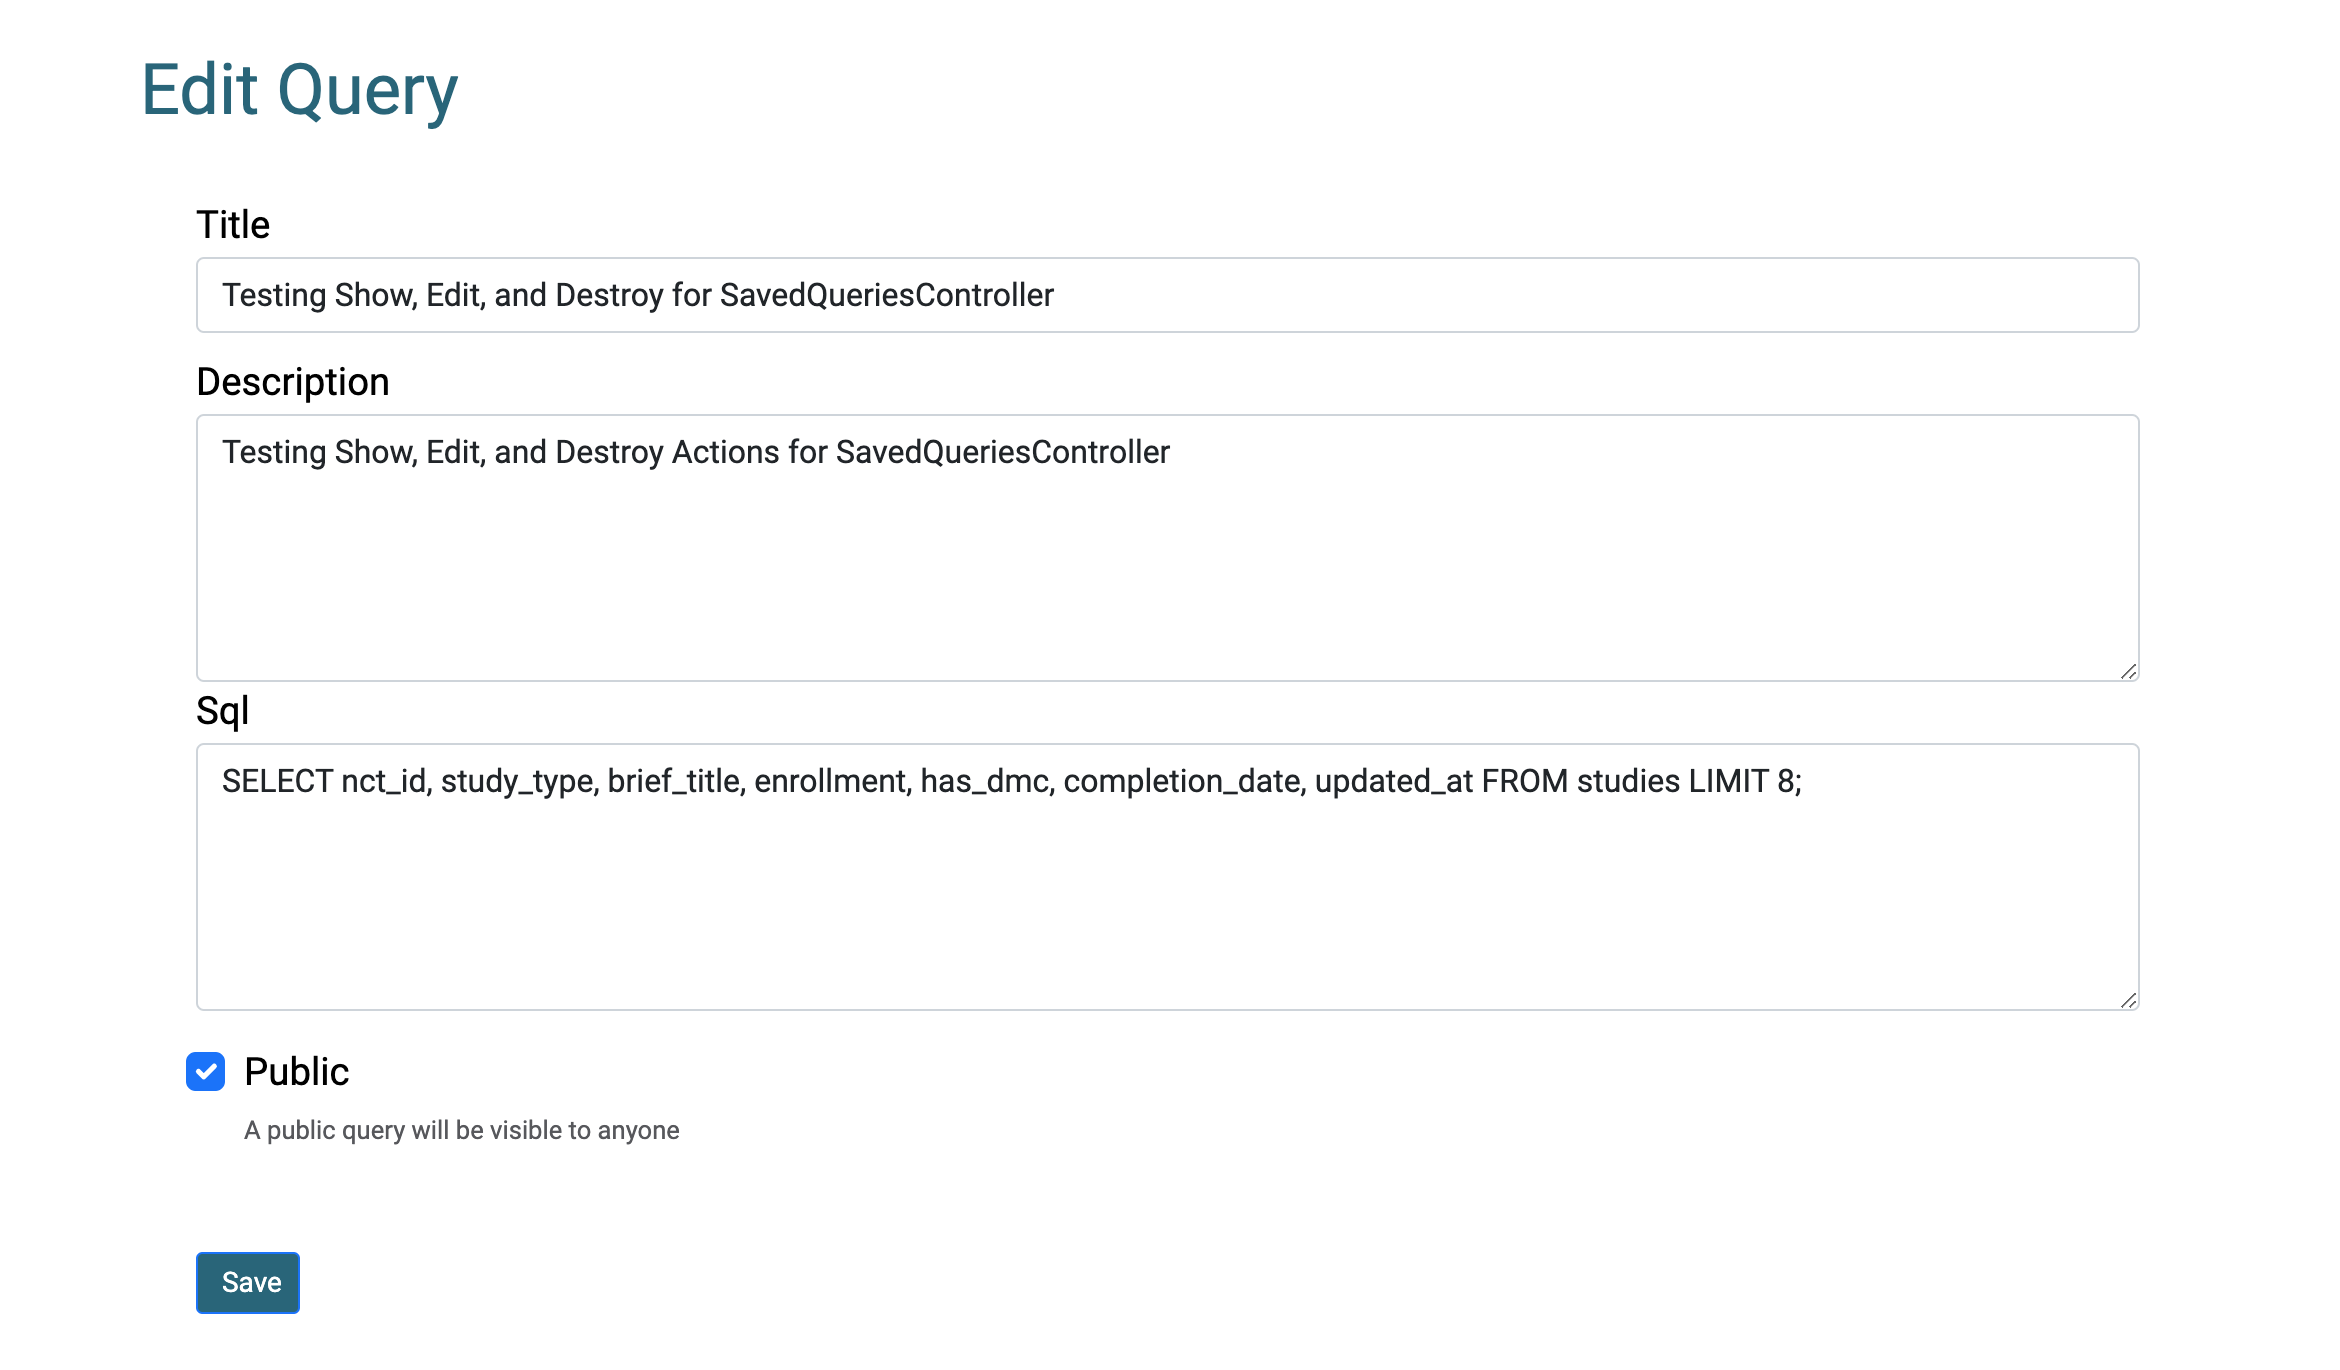 Edit Query
Title
Testing Show, Edit, and Destroy for SavedQueriesController
Description
Testing Show, Edit, and Destroy Actions for SavedQueriesController
Sql
SELECT nct_id, study_type, brief_title, enrollment, has_dmc, completion_date, updated_at FROM studies LIMIT 8;
Public
A public query will be visible to anyone
Save